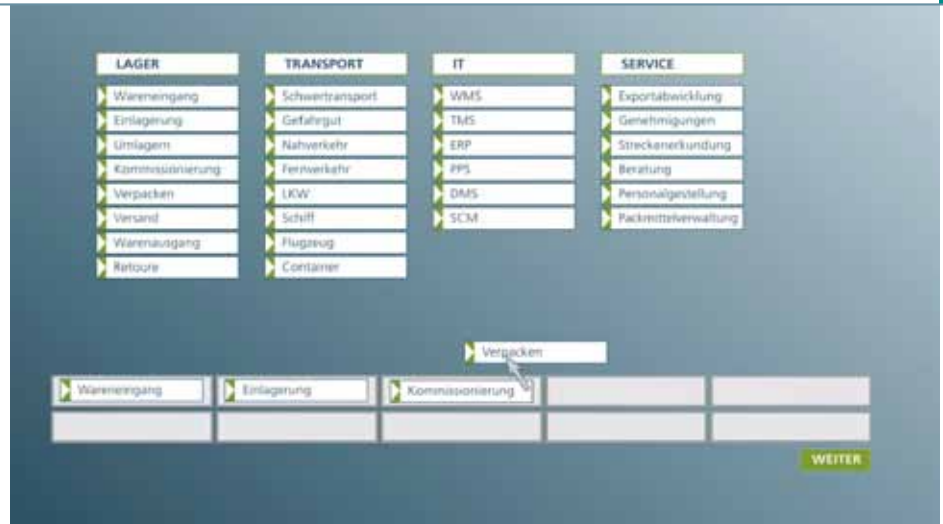 LAGER
Wareneingang
Einlagerung
Umlagern
Kommissionierung
Verpacken
Versand
Warenausgang
Retoure
TRANSPORT
Schwertransport
Gefahrgut
Nahverkehr
Fernverkehr
LKW
Schiff
Flugzeug
Container
IT
WMS
TMS
ERP
PPS
DMS
SCM
SERVICE
Exportabwicklung
Genehmigungen
Streckenerkundung
Beratung
Personalgestellung
Packmittelverwaltung
Verpacken
Wareneingang
Einlagerung
Kommissionierung
WEITER